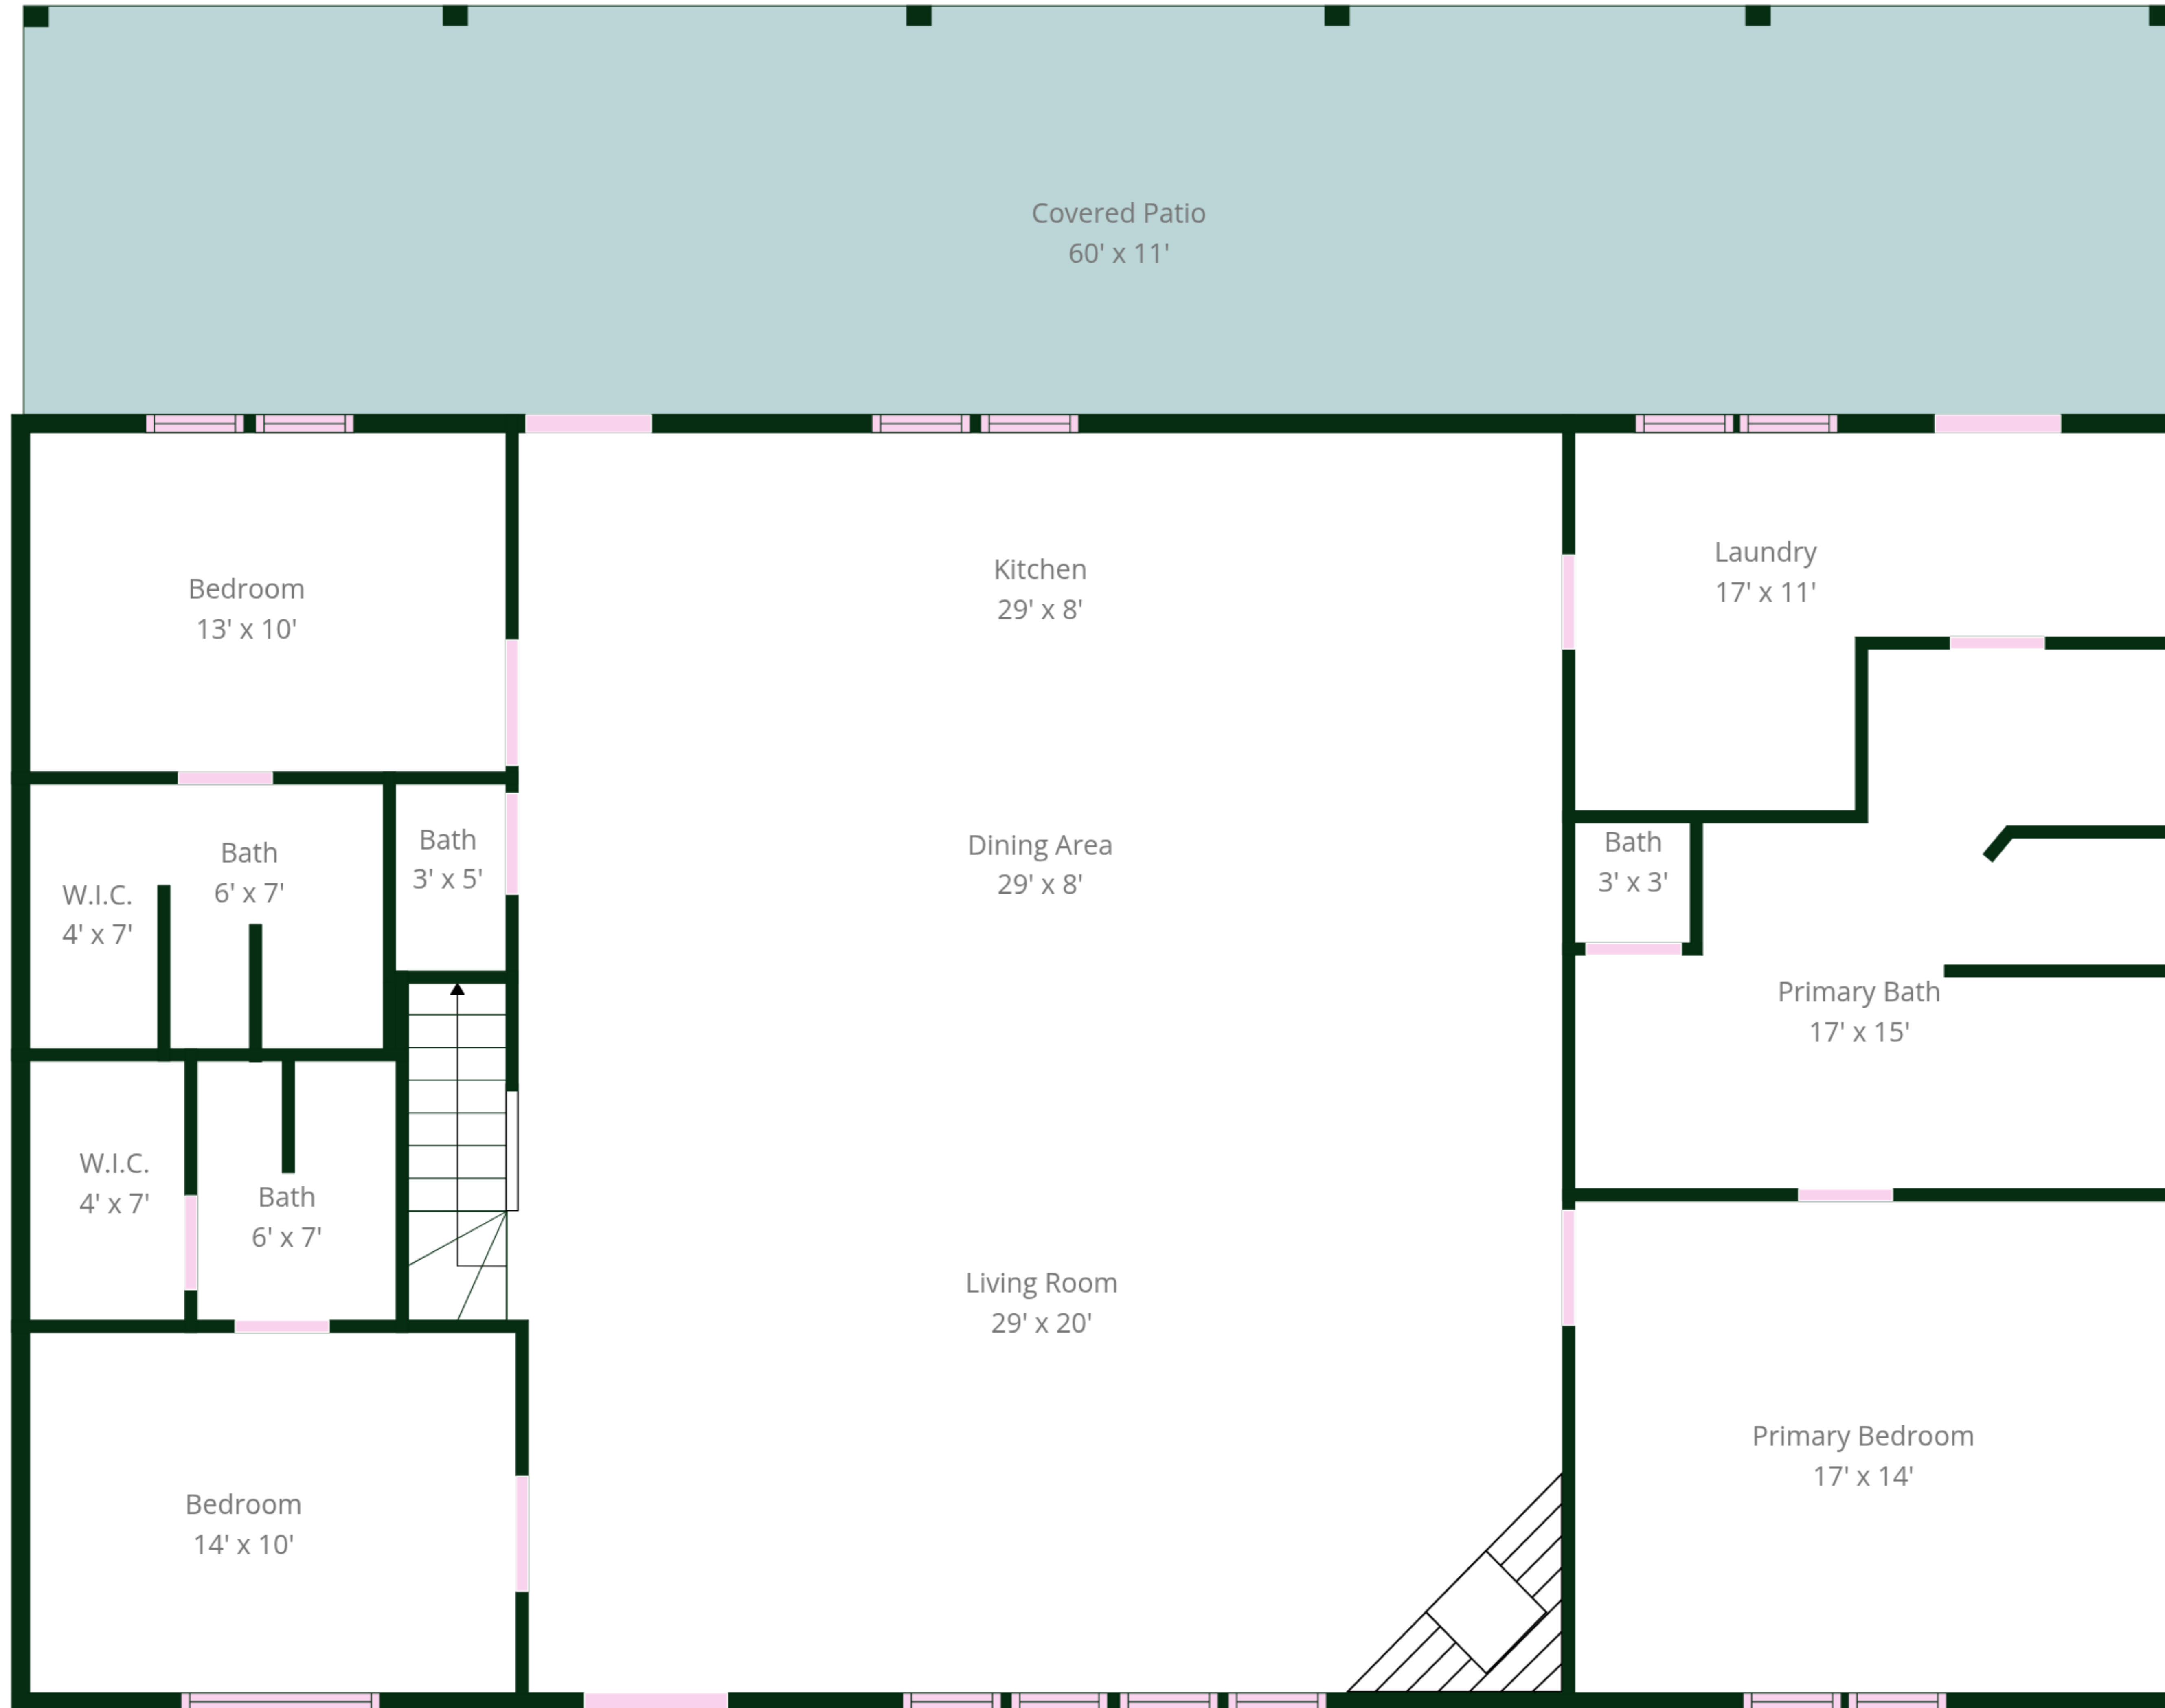 Covered Patio
60' x 11'
Kitchen
29' x 8'
Laundry
17' x 11'
Bedroom
13' x 10'
Bath
3' x 5'
Bath
6' x 7'
W.I.C.
4' x 7'
Dining Area
29' x 8'
Bath
3' x 3'
Primary Bath
17' x 15'
W.I.C.
4' x 7'
Bath
6' x 7'
Living Room
29' x 20'
Primary Bedroom
17' x 14'
Bedroom
14' x 10'